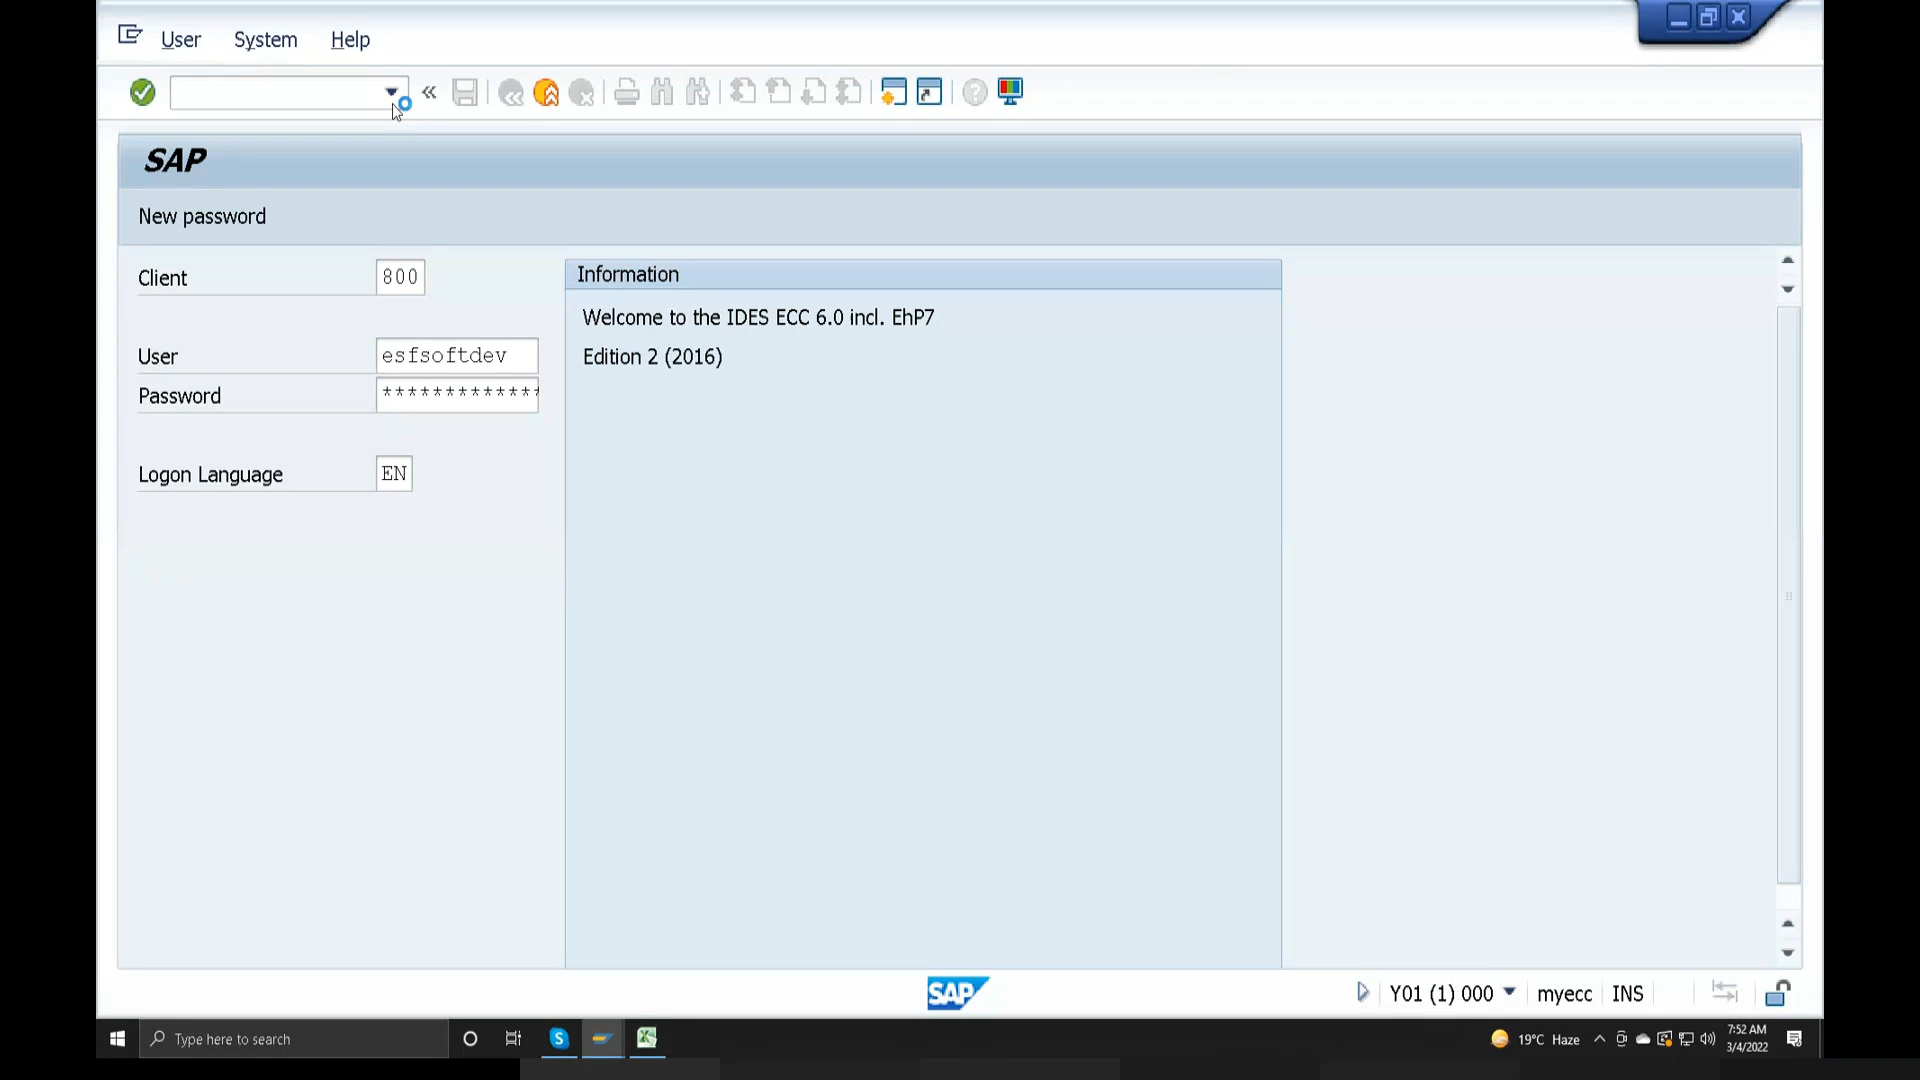 User System Help
SAP
New password
Client 800
User esfsoftdev
Password *************
Logon Language EN
Information
Welcome to the IDES ECC 6.0 incl. EhP7
Edition 2 (2016)
SAP
Y01 (1) 000 myecc INS
Type here to search
S
19°C Haze
7:52 AM
3/4/2022